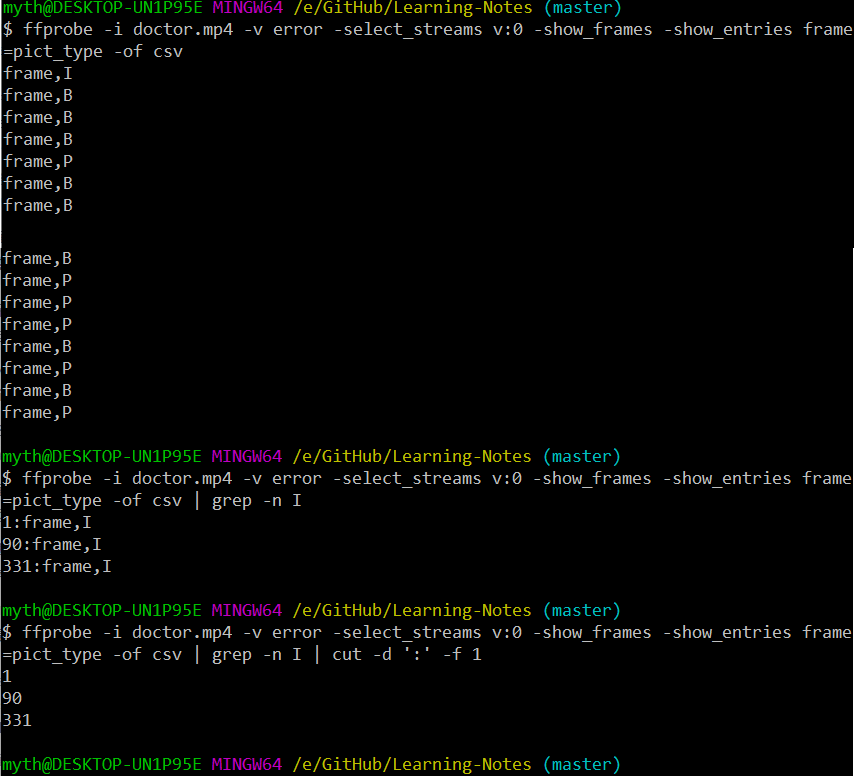 myth@DESKTOP-UN1P95E MINGW64 /e/GitHub/Learning-Notes (master)
$ ffprobe -i doctor.mp4 -v error -select_streams v:0 -show_frames -show_entries frame
=pict_type -of csv
frame,I
frame,B
frame,B
frame,B
frame,P
frame,B
frame,B
frame,B
frame,P
frame,P
frame,P
frame,B
frame,P
frame,B
frame,P
myth@DESKTOP-UN1P95E MINGW64 /e/GitHub/Learning-Notes (master)
$ ffprobe -i doctor.mp4 -v error -select_streams v:0 -show_frames -show_entries frame
=pict_type -of csv | grep -n I
1:frame,I
90:frame,I
331:frame,I
myth@DESKTOP-UN1P95E MINGW64 /e/GitHub/Learning-Notes (master)
$ ffprobe -i doctor.mp4 -v error -select_streams v:0 -show_frames -show_entries frame
=pict_type -of csv | grep -n I | cut -d ':' -f 1
1
90
331
myth@DESKTOP-UN1P95E MINGW64 /e/GitHub/Learning-Notes (master)